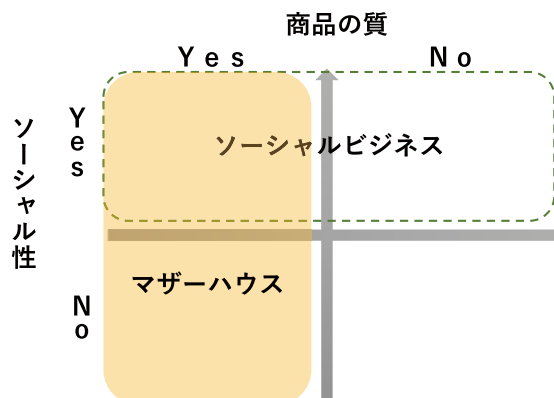 商品の質
Yes
No
ソーシャル性
Yes
ソーシャルビジネス
マザーハウス
No